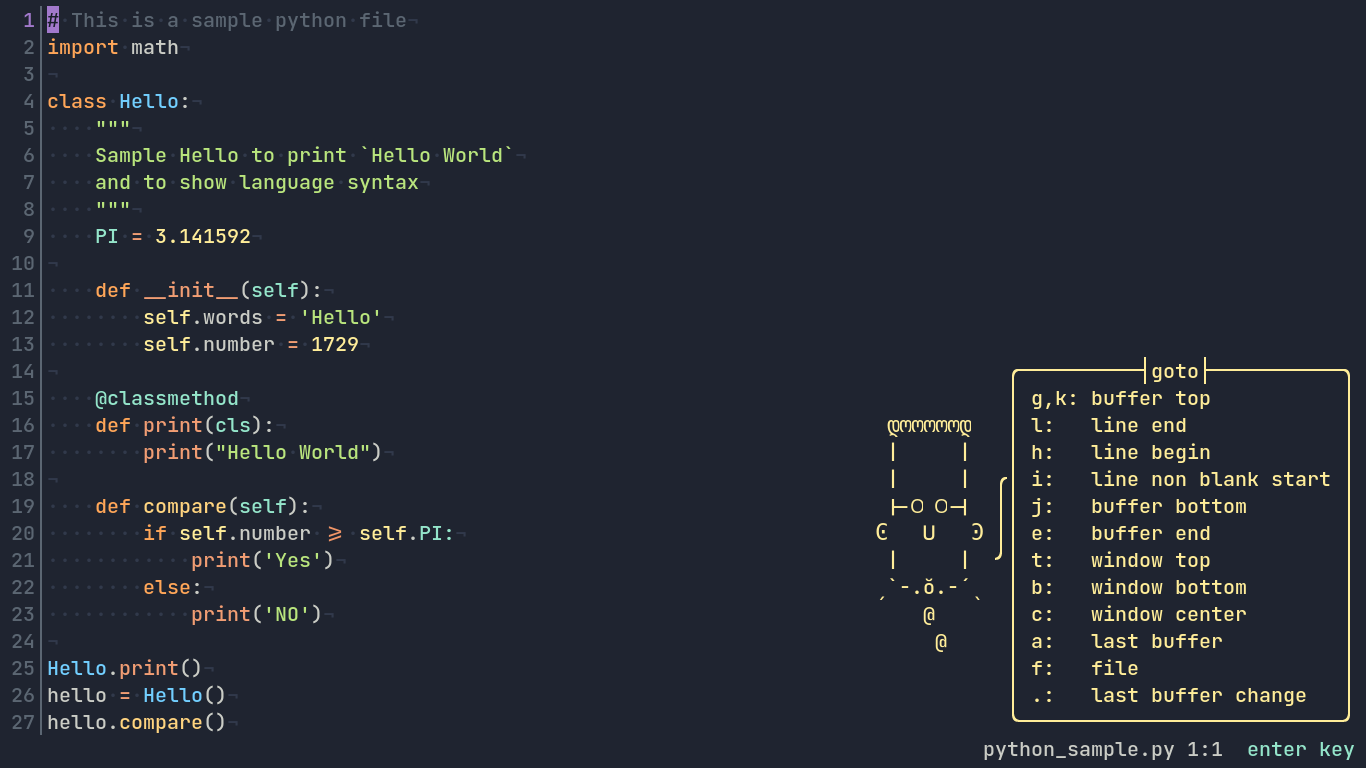 1 # This is a sample python file¬
2 import math¬
3 ¬
4 class Hello:¬
5 ····"""¬
6 ····Sample·Hello·to·print·`Hello·World`¬
7 ····and·to·show·language·syntax¬
8 ····"""¬
9 ····PI·=·3.141592¬
10 ¬
11 ····def·__init__(self):¬
12 ········self.words·=·'Hello'¬
13 ········self.number·=·1729¬
14 ¬
15 ····@classmethod¬
16 ····def·print(cls):¬
17 ········print("Hello·World")¬
18 ¬
19 ····def·compare(self):¬
20 ········if·self.number·>=·self.PI:¬
21 ············print('Yes')¬
22 ········else:¬
23 ············print('NO')¬
24 ¬
25 Hello.print()¬
26 hello·=·Hello()¬
27 hello.compare()¬
goto
g,k: buffer top
l: line end
h: line begin
i: line non blank start
j: buffer bottom
e: buffer end
t: window top
b: window bottom
c: window center
a: last buffer
f: file
.: last buffer change
python_sample.py 1:1 enter key